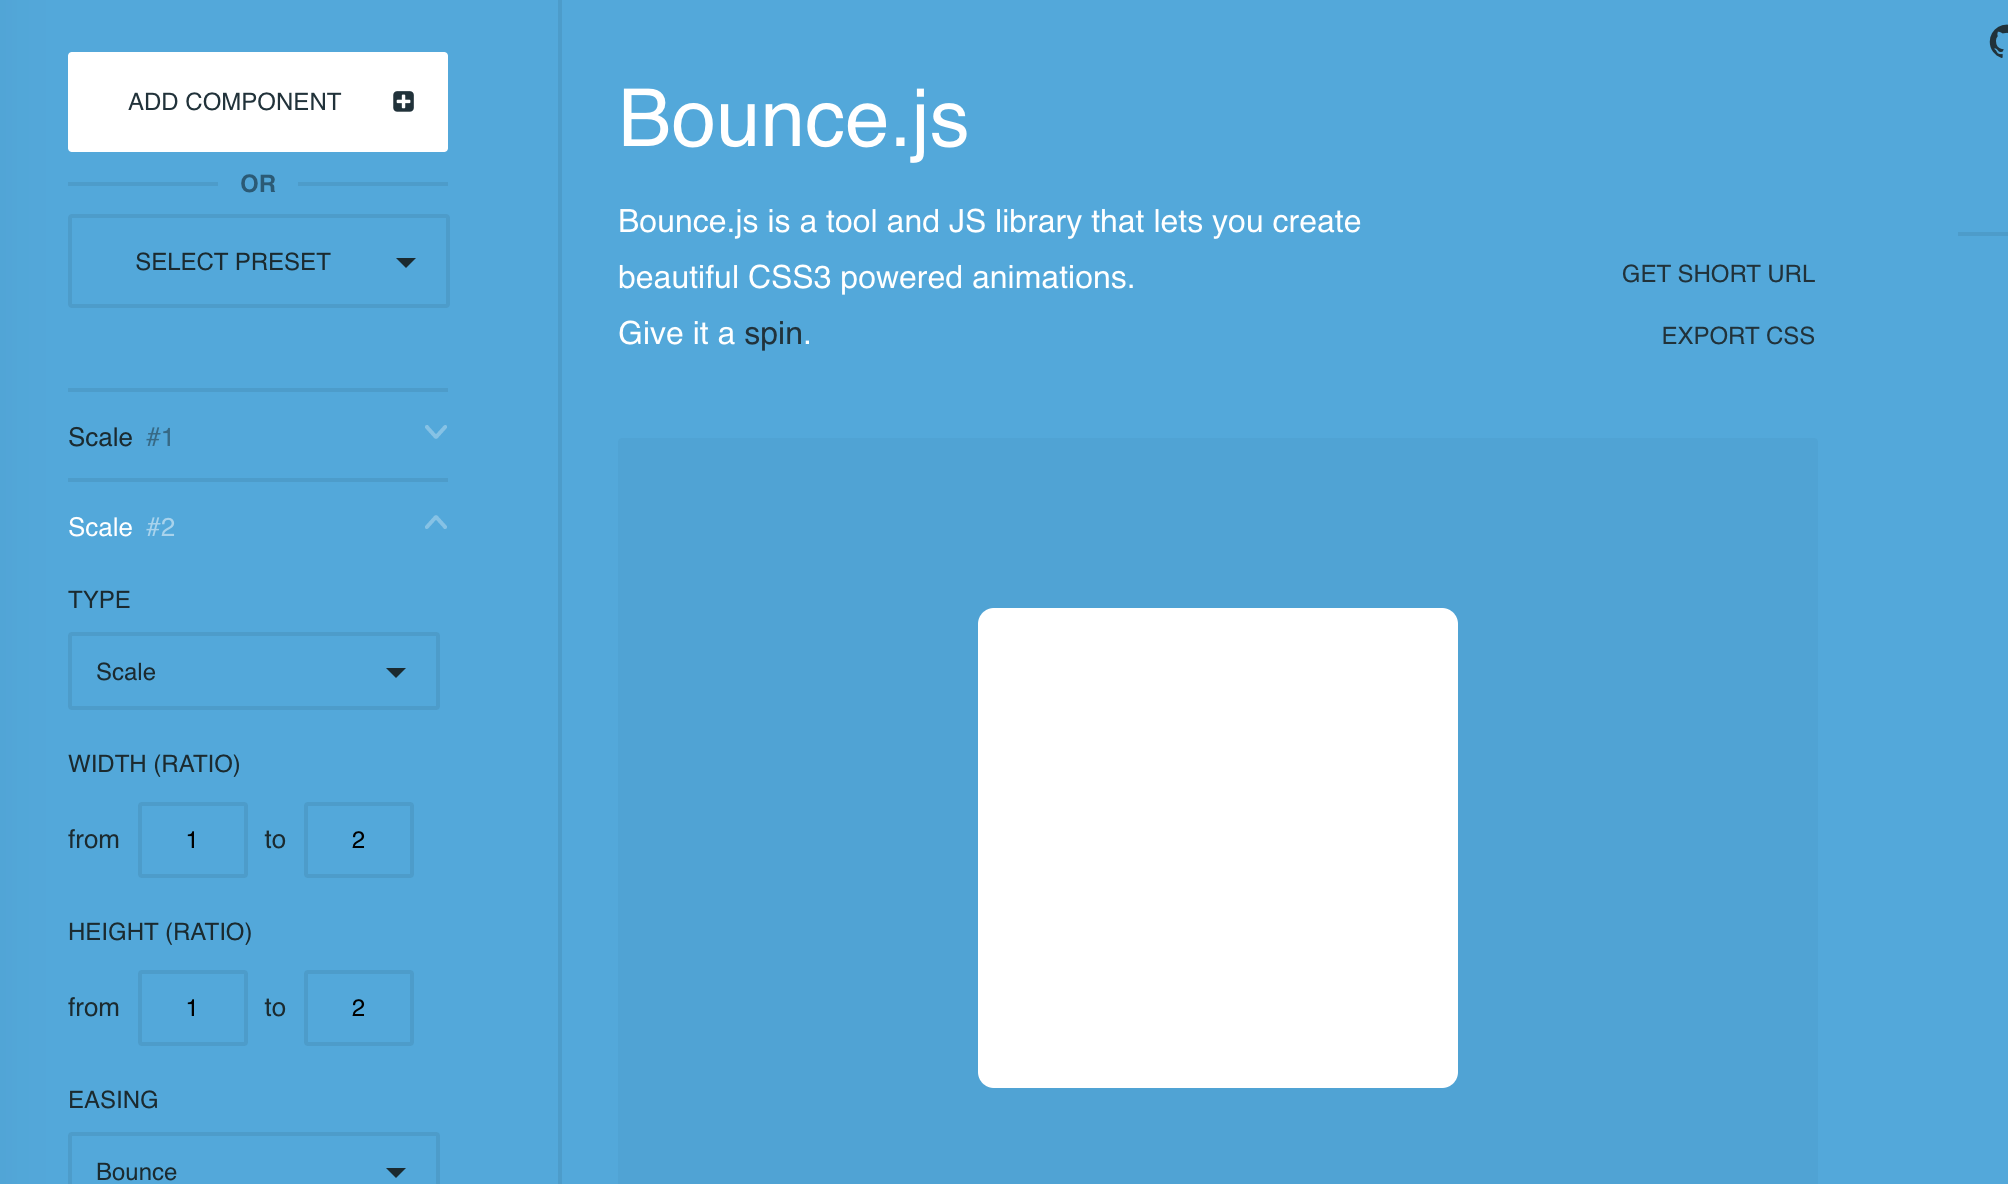 ADD COMPONENT
OR
SELECT PRESET
Scale #1
Scale #2
TYPE
Scale
WIDTH (RATIO)
from 1 to 2
HEIGHT (RATIO)
from 1 to 2
EASING
Bounce
Bounce.js
Bounce.js is a tool and JS library that lets you create
beautiful CSS3 powered animations.
Give it a spin.
GET SHORT URL
EXPORT CSS